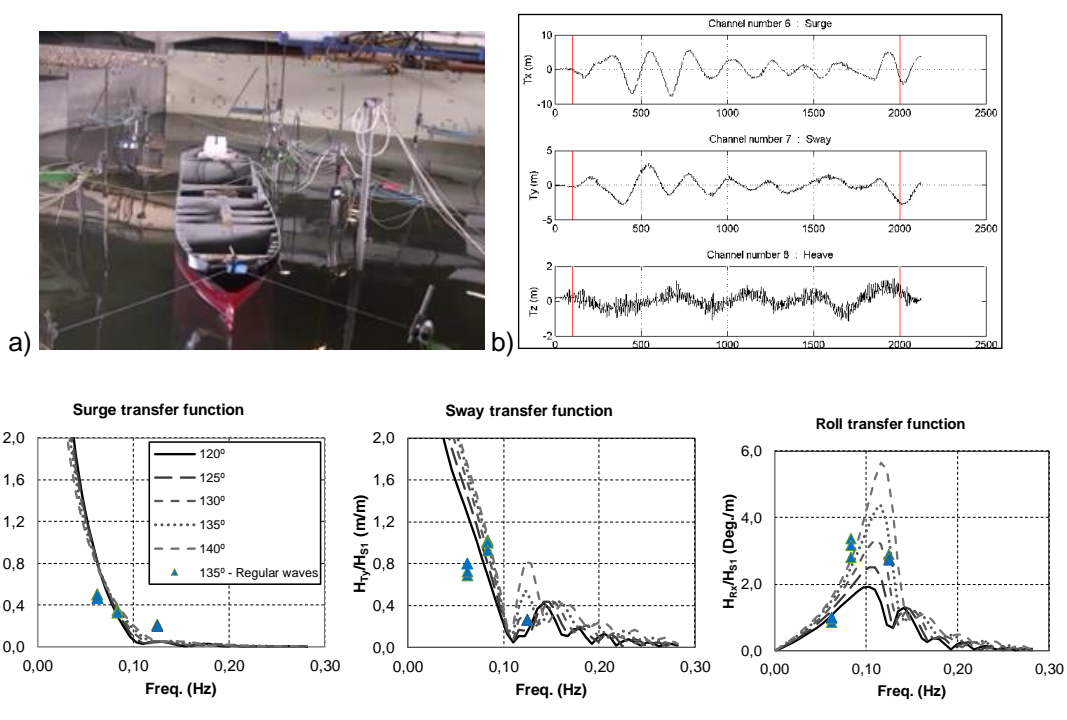 a)
b)
Channel number 6 : Surge
Tx (m)
10
0
-10
0 500 1000 1500 2000 2500
Channel number 7 : Sway
Ty (m)
5
0
-5
0 500 1000 1500 2000 2500
Channel number 8 : Heave
Tz (m)
2
0
-2
0 500 1000 1500 2000 2500
Surge transfer function
2,0
1,6
1,2
0,8
0,4
0,0
0,00 0,10 0,20 0,30
Freq. (Hz)
120º
125º
130º
135º
140º
135º - Regular waves
Sway transfer function
H_Ty/H_S1 (m/m)
2,0
1,6
1,2
0,8
0,4
0,0
0,00 0,10 0,20 0,30
Freq. (Hz)
Roll transfer function
H_Rx/H_S1 (Deg./m)
6,0
4,0
2,0
0,0
0,00 0,10 0,20 0,30
Freq. (Hz)